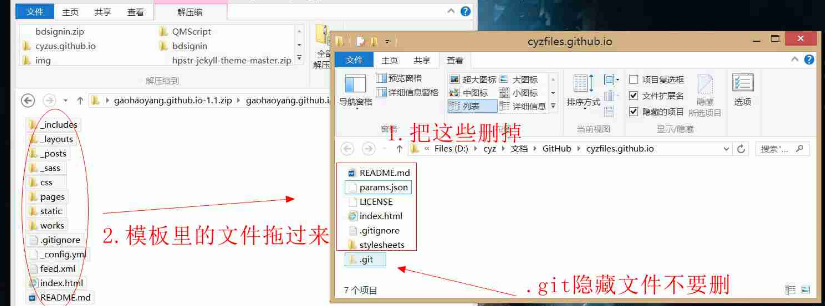 文件 主页 共享 查看 解压缩
bdsignin.zip QMScript
cyzus.github.io bdsignin
img hpstr-jekyll-theme-master.zip
解压缩到
全部
解压
gaohaoyang.github.io-1.1.zip gaohaoyang.github.i
_includes
_layouts
_posts
_sass
css
pages
static
works
.gitignore
_config.yml
feed.xml
index.html
README.md
2.模板里的文件拖过来
cyzfiles.github.io
文件 主页 共享 查看
导航窗格
预览窗格
详细信息窗格
超大图标 大图标
中图标 小图标
列表 详细信息
排序方式
当前视图
项目复选框
文件扩展名
隐藏的项目
隐藏
所选项目
显示/隐藏
选项
1.把这些删掉
« Files (D:) cyz 文档 GitHub cyzfiles.github.io
搜索"...
README.md
params.json
LICENSE
index.html
.gitignore
stylesheets
.git
7 个项目
.git隐藏文件不要删